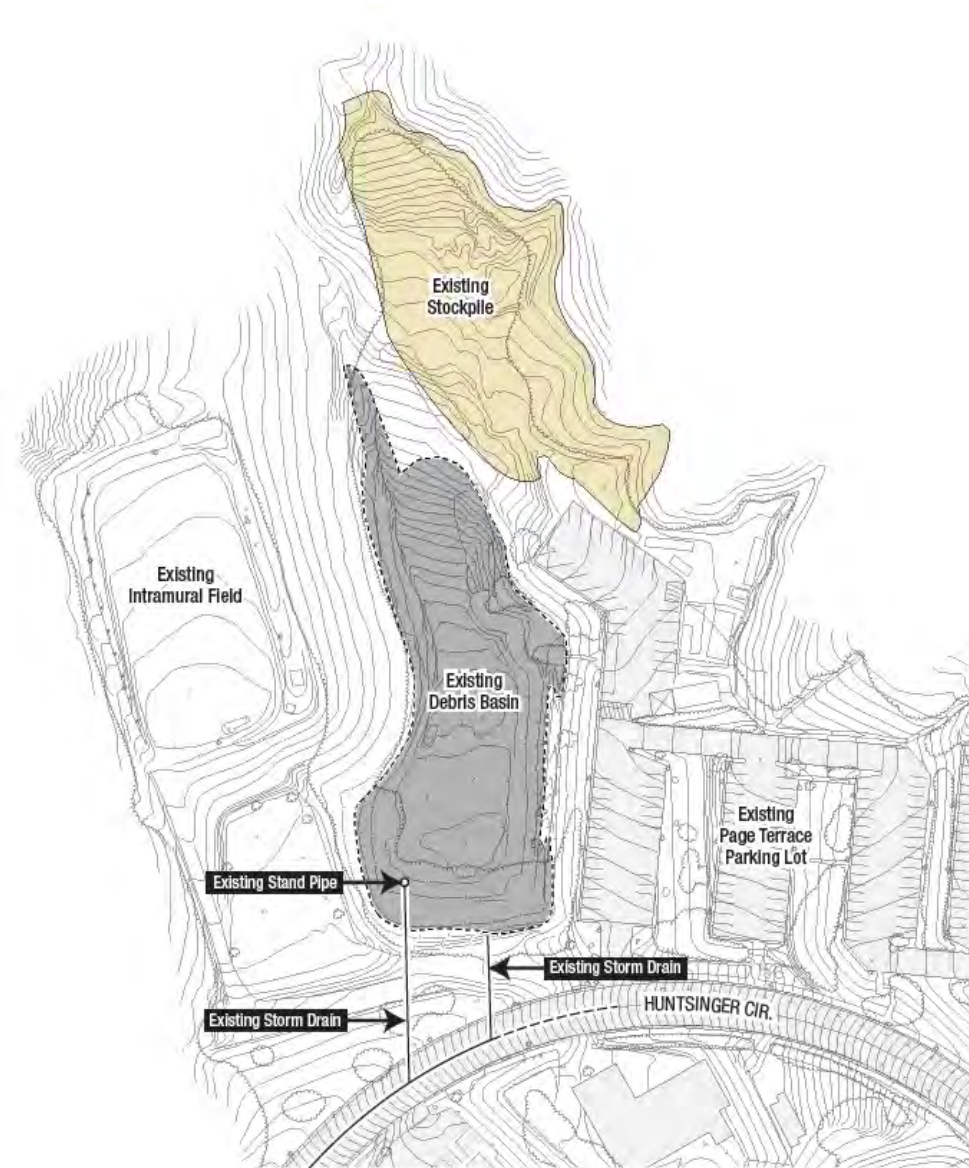 Existing
Stockpile
Existing
Intramural Field
Existing
Debris Basin
Existing
Page Terrace
Parking Lot
Existing Stand Pipe
Existing Storm Drain
HUNTSINGER CIR.
Existing Storm Drain